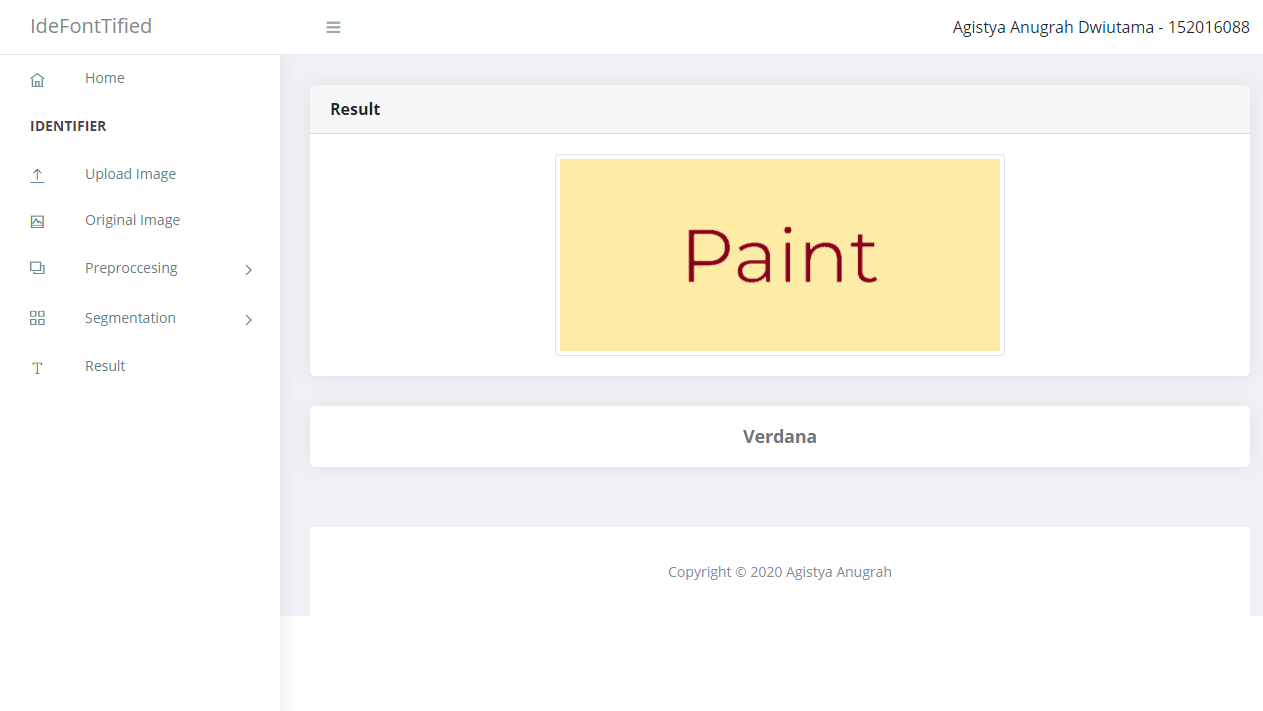 IdeFontTified
Agistya Anugrah Dwiutama - 152016088
Home
IDENTIFIER
Upload Image
Original Image
Preproccesing
Segmentation
Result
Result
Paint
Verdana
Copyright © 2020 Agistya Anugrah